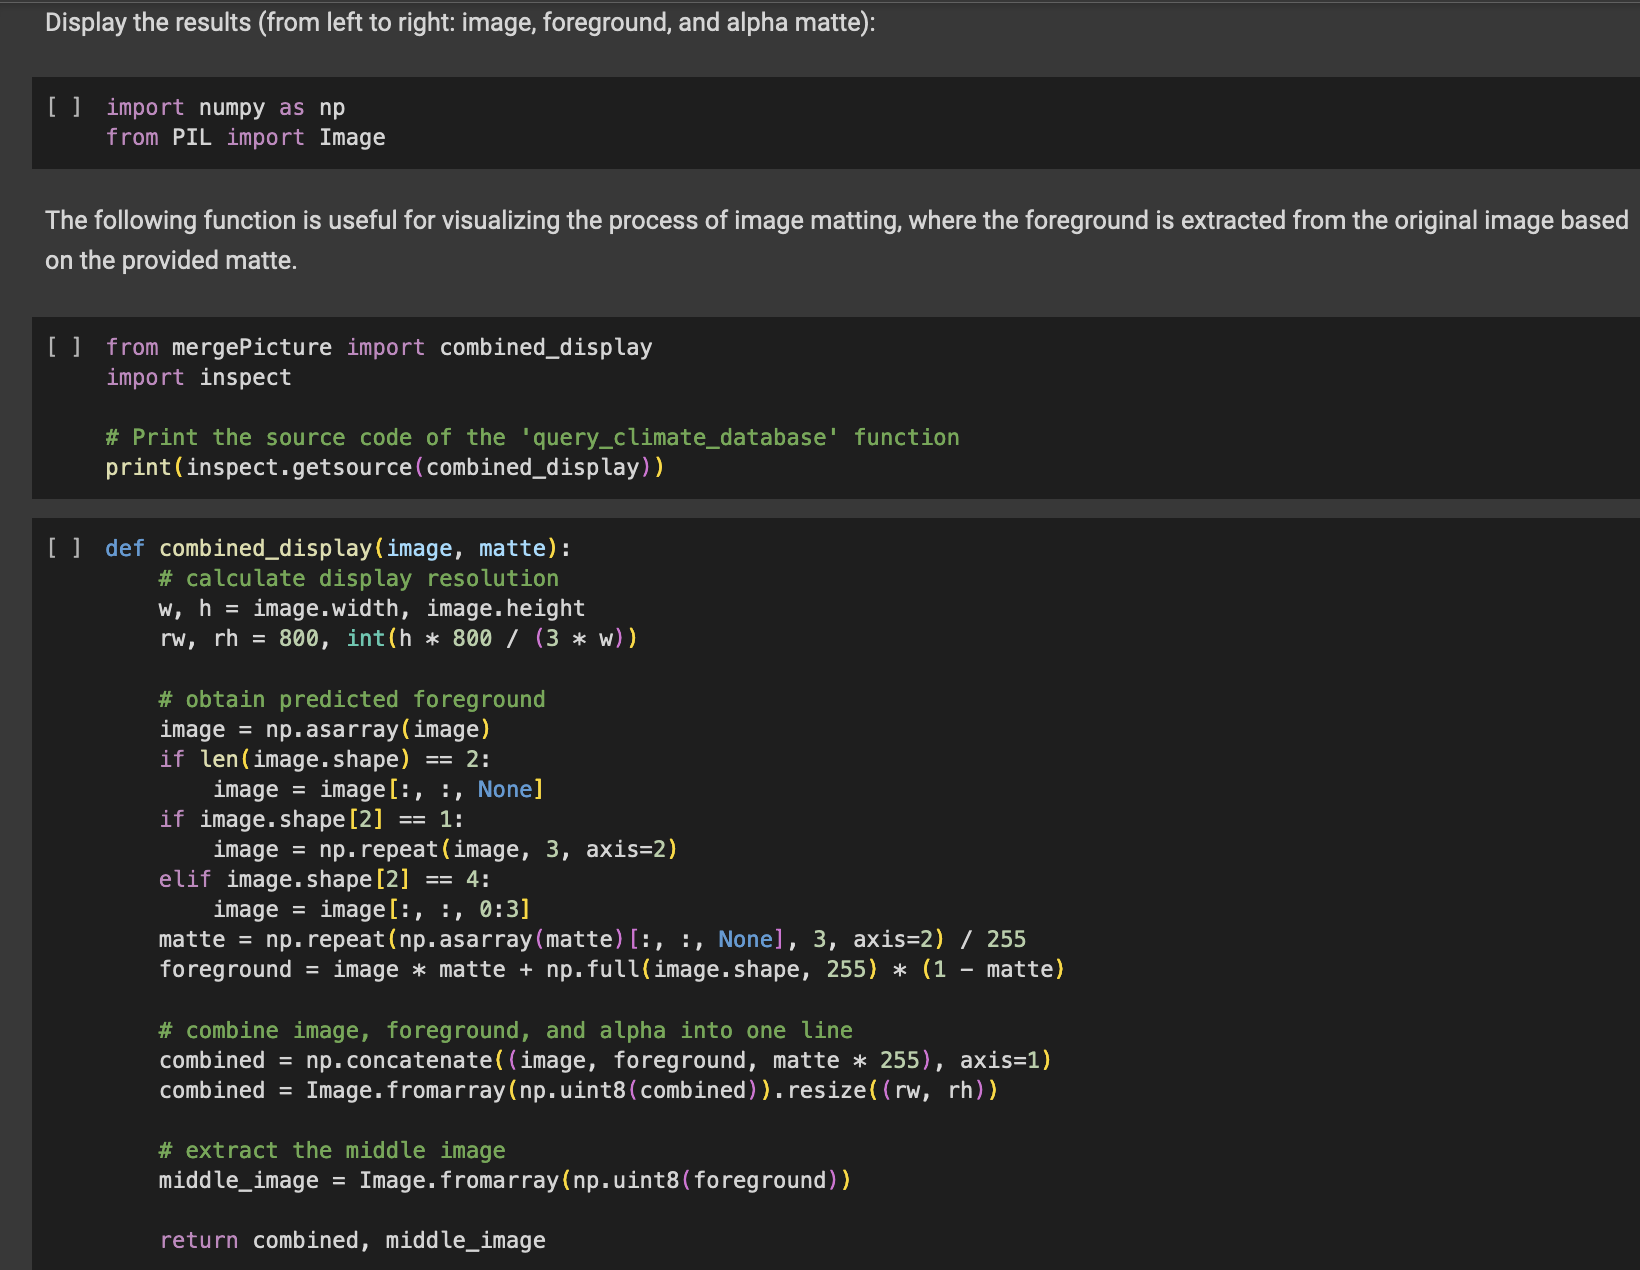 Display the results (from left to right: image, foreground, and alpha matte):
[ ] import numpy as np
from PIL import Image
The following function is useful for visualizing the process of image matting, where the foreground is extracted from the original image based
on the provided matte.
[ ] from mergePicture import combined_display
import inspect
# Print the source code of the 'query_climate_database' function
print(inspect.getsource(combined_display))
[ ] def combined_display(image, matte):
# calculate display resolution
w, h = image.width, image.height
rw, rh = 800, int(h * 800 / (3 * w))
# obtain predicted foreground
image = np.asarray(image)
if len(image.shape) == 2:
image = image[:, :, None]
if image.shape[2] == 1:
image = np.repeat(image, 3, axis=2)
elif image.shape[2] == 4:
image = image[:, :, 0:3]
matte = np.repeat(np.asarray(matte)[:, :, None], 3, axis=2) / 255
foreground = image * matte + np.full(image.shape, 255) * (1 - matte)
# combine image, foreground, and alpha into one line
combined = np.concatenate((image, foreground, matte * 255), axis=1)
combined = Image.fromarray(np.uint8(combined)).resize((rw, rh))
# extract the middle image
middle_image = Image.fromarray(np.uint8(foreground))
return combined, middle_image